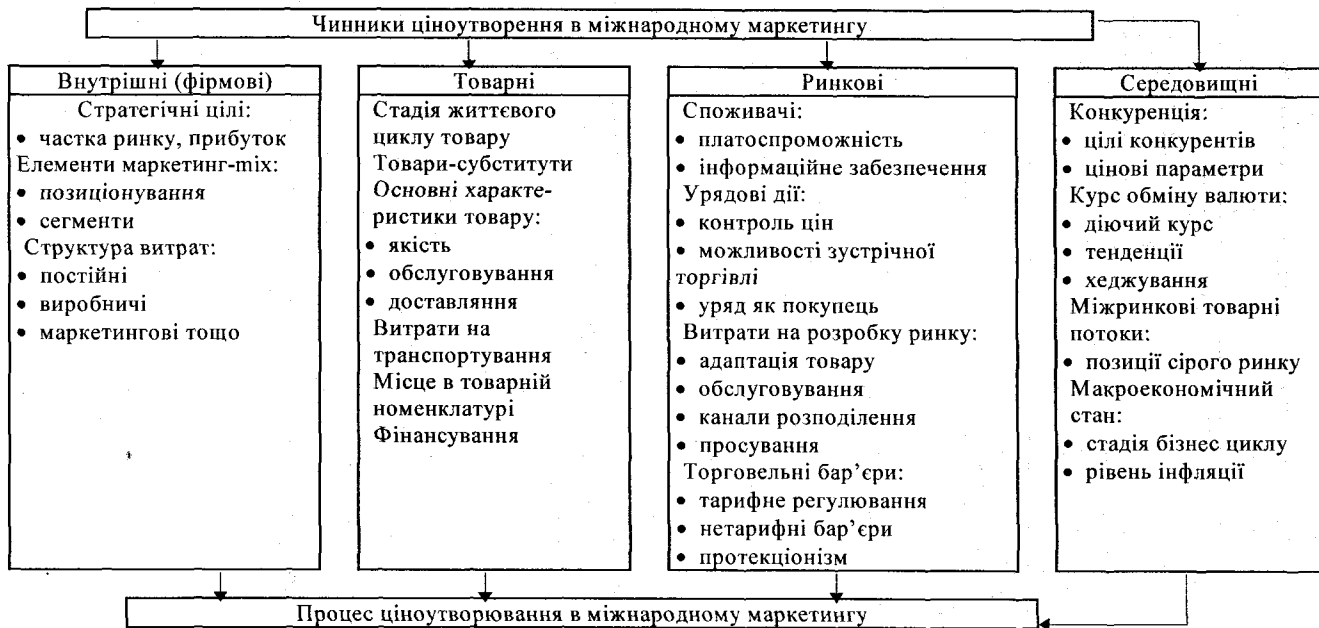 Чинники ціноутворення в міжнародному маркетингу
Внутрішні (фірмові)
Стратегічні цілі:
• частка ринку, прибуток
Елементи маркетинг-mix:
• позиціонування
• сегменти
Структура витрат:
• постійні
• виробничі
• маркетингові тощо
Товарні
Стадія життєвого
циклу товару
Товари-субститути
Основні характе-
ристики товару:
• якість
• обслуговування
• доставляння
Витрати на
транспортування
Місце в товарній
номенклатурі
Фінансування
Ринкові
Споживачі:
• платоспроможність
• інформаційне забезпечення
Урядові дії:
• контроль цін
• можливості зустрічної
торгівлі
• уряд як покупець
Витрати на розробку ринку:
• адаптація товару
• обслуговування
• канали розподілення
• просування
Торговельні бар’єри:
• тарифне регулювання
• нетарифні бар’єри
• протекціонізм
Середовищні
Конкуренція:
• цілі конкурентів
• цінові параметри
Курс обміну валюти:
• діючий курс
• тенденції
• хеджування
Міжринкові товарні
потоки:
• позиції сірого ринку
Макроекономічний
стан:
• стадія бізнес циклу
• рівень інфляції
Процес ціноутворювання в міжнародному маркетингу